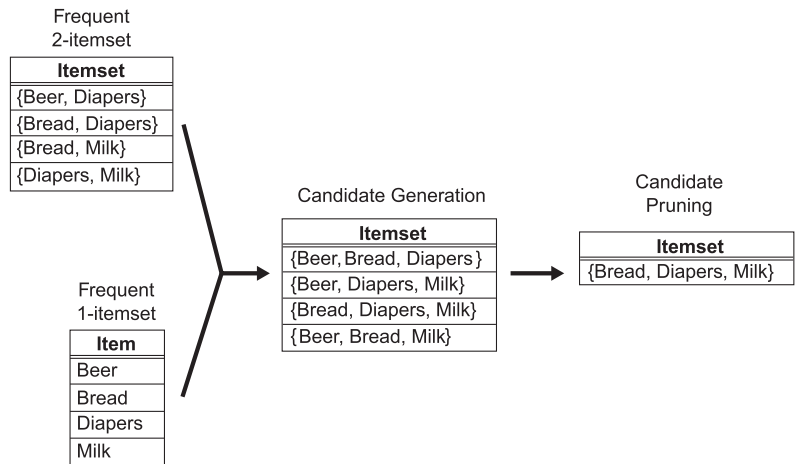 Frequent
2-itemset
Itemset
{Beer, Diapers}
{Bread, Diapers}
{Bread, Milk}
{Diapers, Milk}
Frequent
1-itemset
Item
Beer
Bread
Diapers
Milk
Candidate Generation
Itemset
{Beer, Bread, Diapers}
{Beer, Diapers, Milk}
{Bread, Diapers, Milk}
{Beer, Bread, Milk}
Candidate
Pruning
Itemset
{Bread, Diapers, Milk}